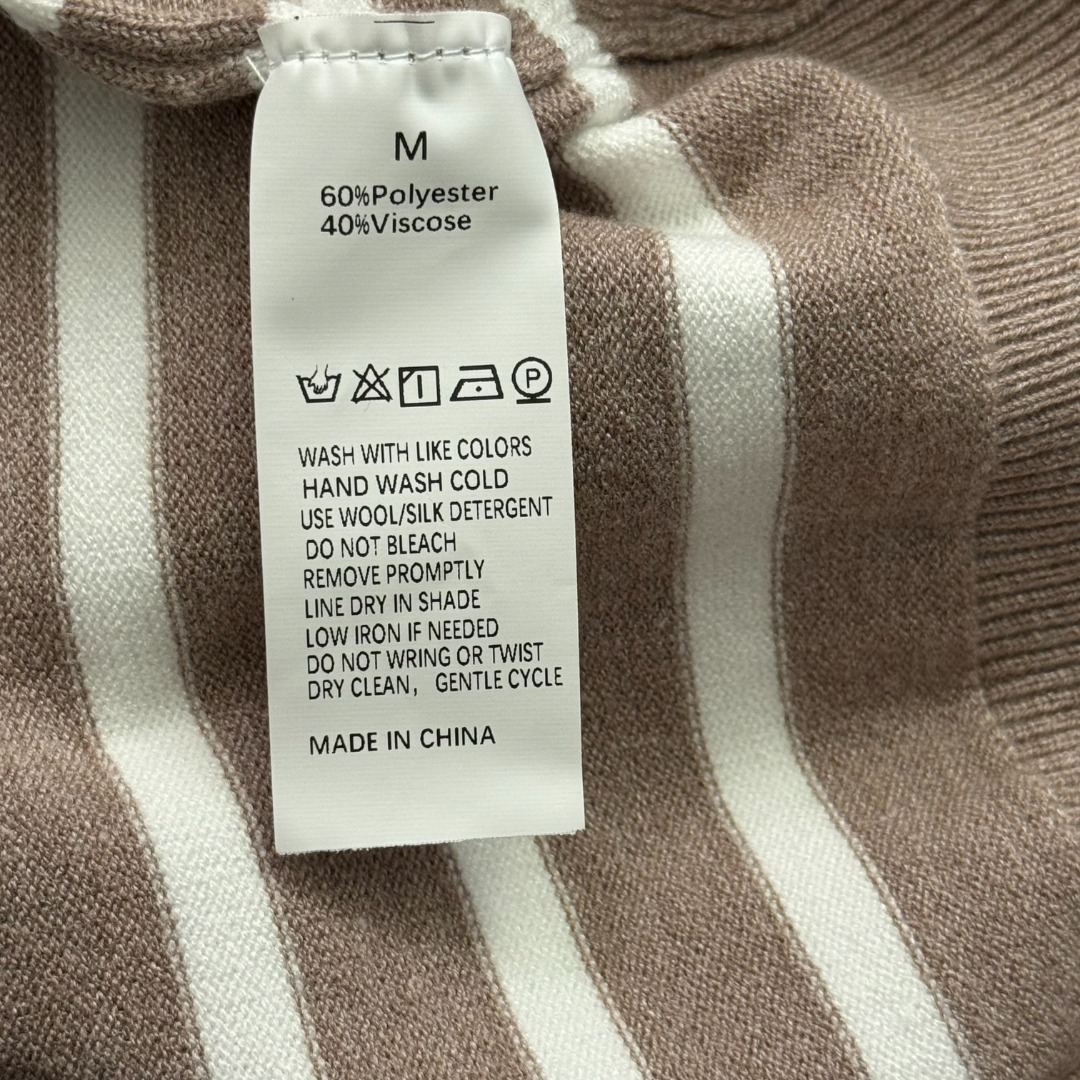 M
60%Polyester
40%Viscose
P
WASH WITH LIKE COLORS
HAND WASH COLD
USE WOOL/SILK DETERGENT
DO NOT BLEACH
REMOVE PROMPTLY
LINE DRY IN SHADE
LOW IRON IF NEEDED
DO NOT WRING OR TWIST
DRY CLEAN, GENTLE CYCLE
MADE IN CHINA